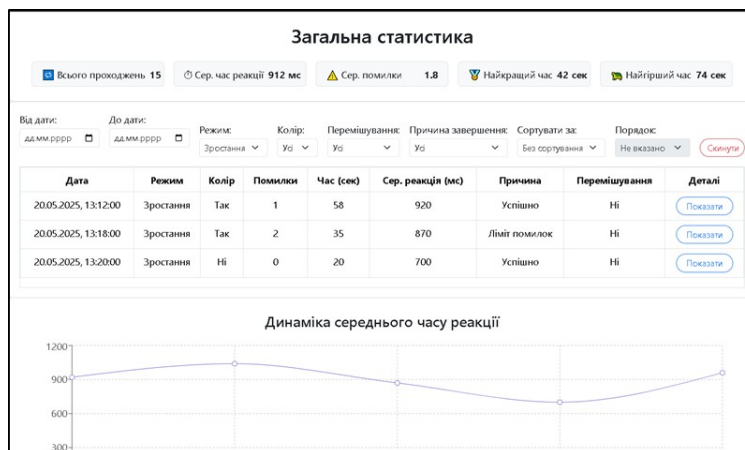 Загальна статистика
Всього проходжень 15
Сер. час реакції 912 мс
Сер. помилки 1.8
Найкращий час 42 сек
Найгірший час 74 сек
Від дати: До дати: Режим: Колір: Перемішування: Причина завершення: Сортувати за: Порядок:
дд.мм.рррр дд.мм.рррр Зростання Усі Усі Усі Без сортування Не вказано Скинути
Дата Режим Колір Помилки Час (сек) Сер. реакція (мс) Причина Перемішування Деталі
20.05.2025, 13:12:00 Зростання Так 1 58 920 Успішно Ні Показати
20.05.2025, 13:18:00 Зростання Так 2 35 870 Ліміт помилок Ні Показати
20.05.2025, 13:20:00 Зростання Ні 0 20 700 Успішно Ні Показати
Динаміка середнього часу реакції
1200
900
600
300